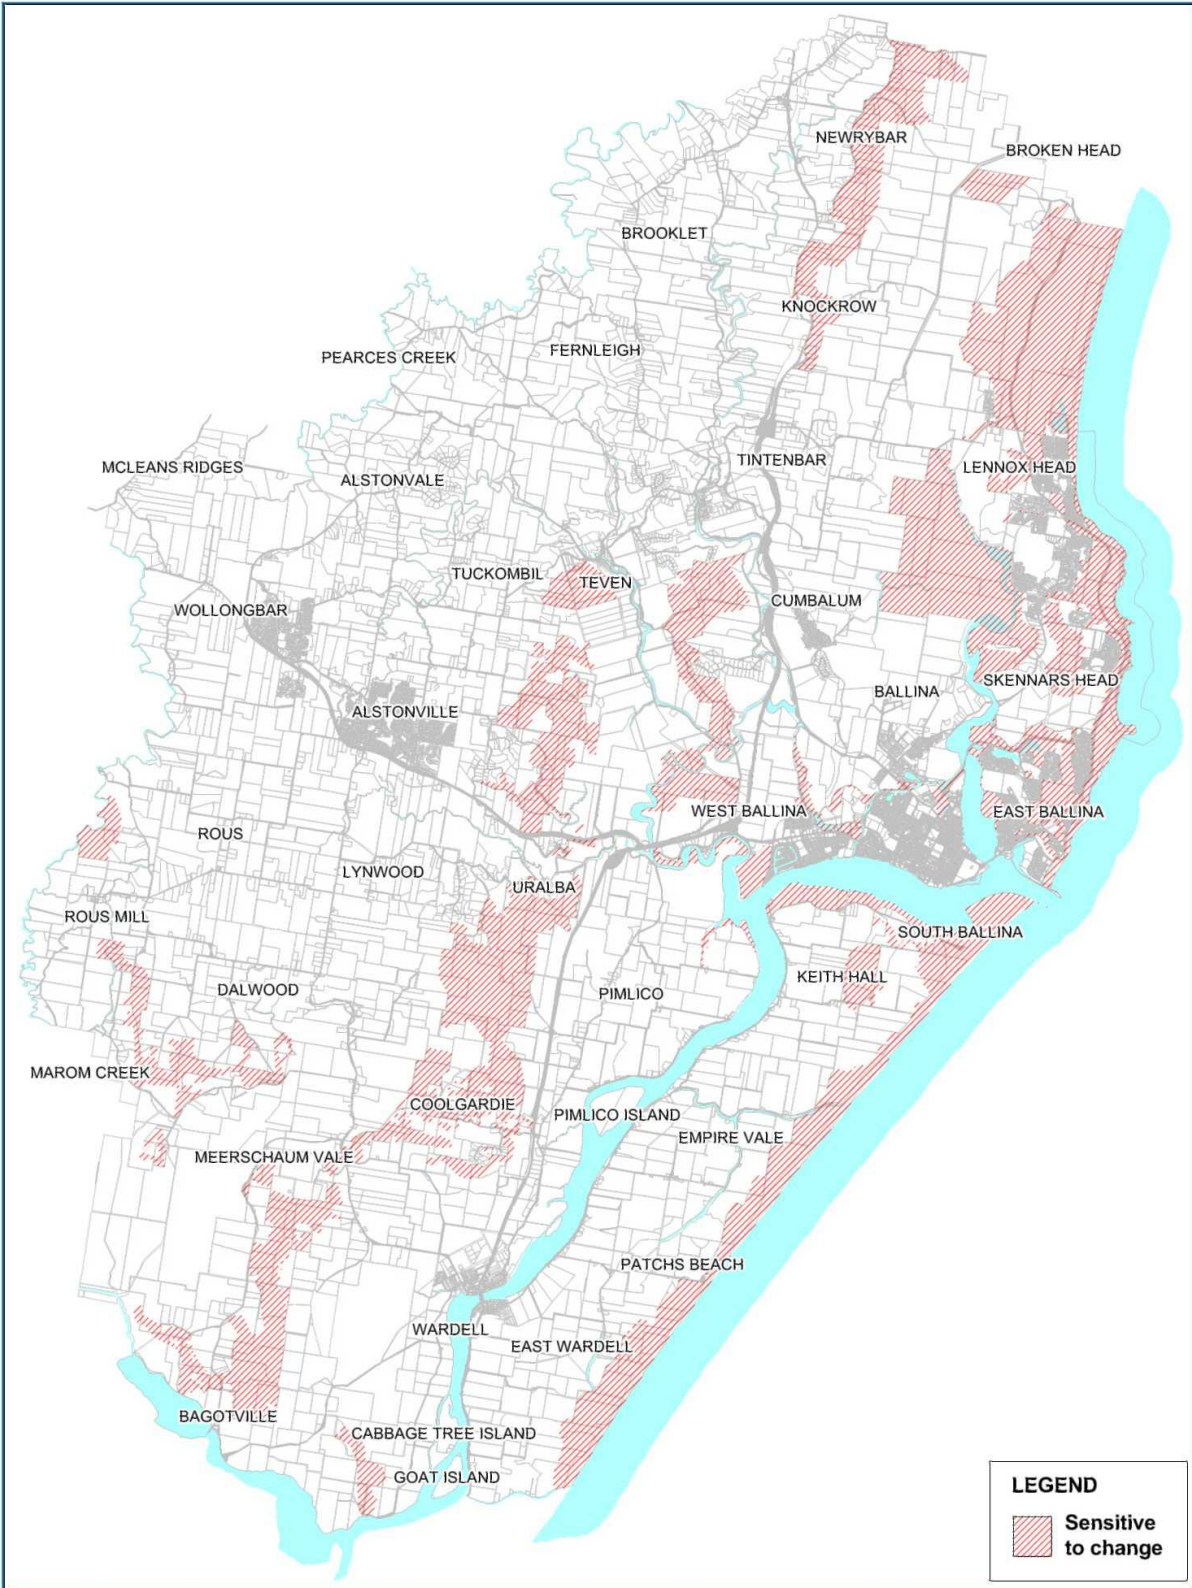 NEWRYBAR
BROKEN HEAD
BROOKLET
KNOCKROW
FERNLEIGH
PEARCES CREEK
TINTENBAR
MCLEANS RIDGES
LENNOX HEAD
ALSTONVALE
TUCKOMBIL
TEVEN
CUMBALUM
WOLLONGBAR
SKENNARS HEAD
BALLINA
ALSTONVILLE
WEST BALLINA
EAST BALLINA
ROUS
LYNWOOD
URALBA
ROUS MILL
SOUTH BALLINA
KEITH HALL
DALWOOD
PIMLICO
MAROM CREEK
COOLGARDIE
PIMLICO ISLAND
EMPIRE VALE
MEERSCHAUM VALE
PATCHS BEACH
WARDELL
EAST WARDELL
BAGOTVILLE
CABBAGE TREE ISLAND
GOAT ISLAND
LEGEND
Sensitive
to change